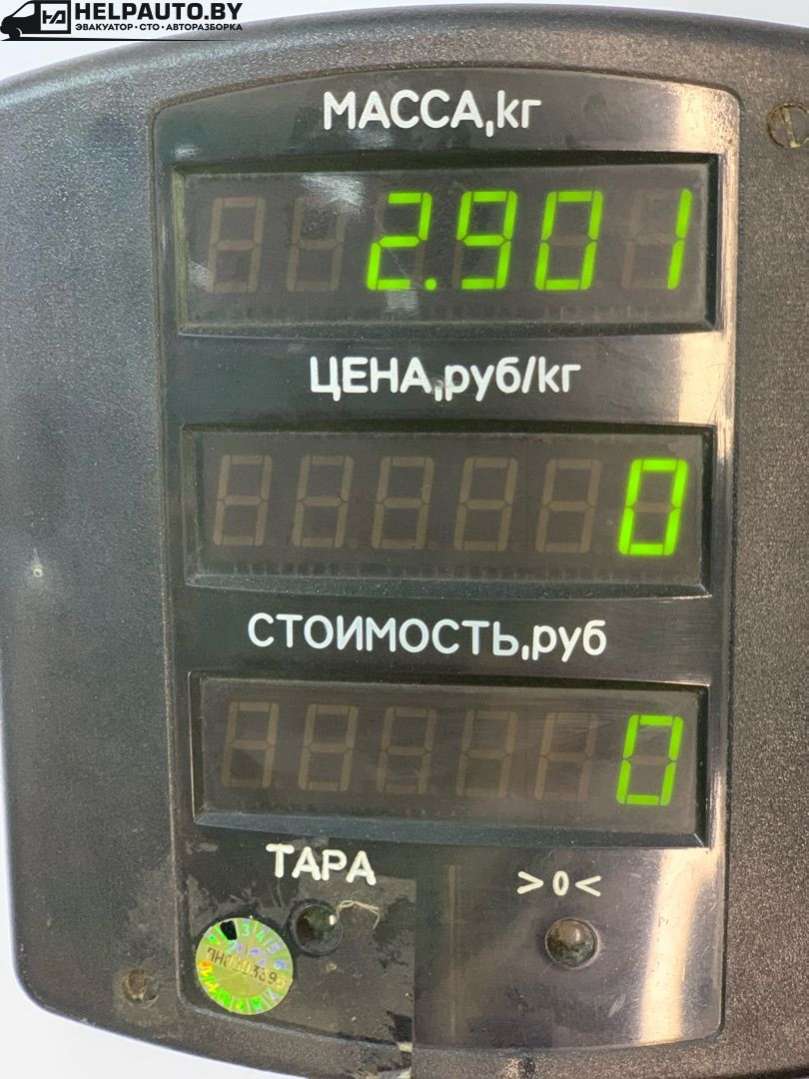 HELPAUTO.BY
ЭВАКУАТОР • СТО • АВТОРАЗБОРКА
МАССА,кг
2.901
ЦЕНА,руб/кг
0
СТОИМОСТЬ,руб
0
ТАРА
>0<